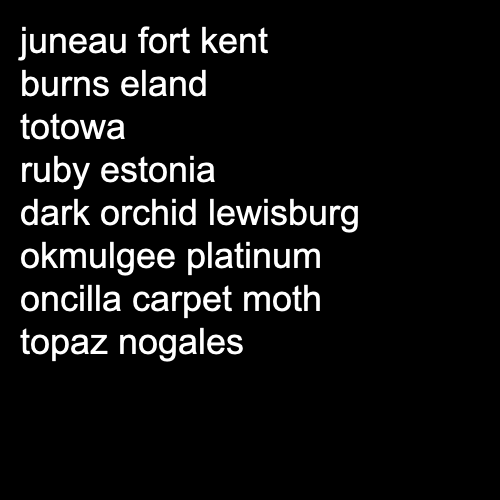 juneau fort kent
burns eland
totowa
ruby estonia
dark orchid lewisburg
okmulgee platinum
oncilla carpet moth
topaz nogales